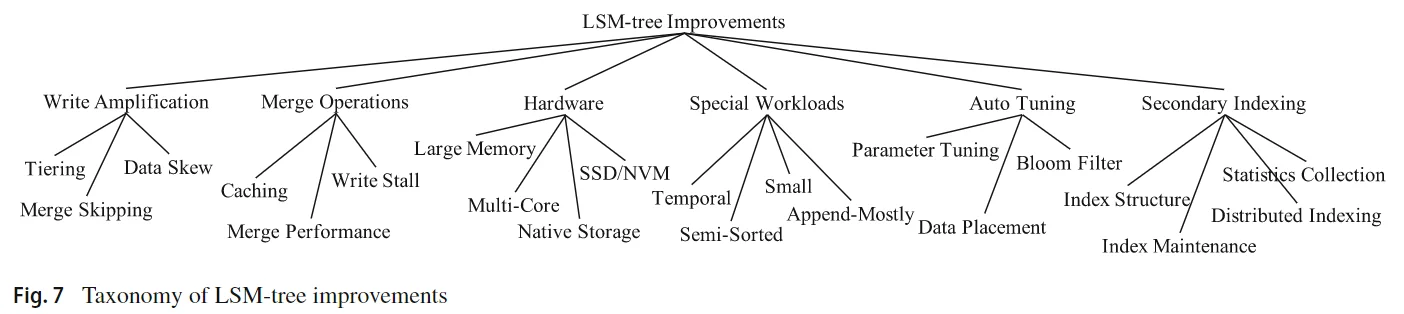 LSM-tree Improvements
Write Amplification
Merge Operations
Hardware
Special Workloads
Auto Tuning
Secondary Indexing
Tiering
Merge Skipping
Data Skew
Caching
Merge Performance
Write Stall
Large Memory
Multi-Core
Native Storage
SSD/NVM
Temporal
Semi-Sorted
Small
Append-Mostly
Parameter Tuning
Data Placement
Bloom Filter
Index Structure
Index Maintenance
Distributed Indexing
Statistics Collection
Fig. 7 Taxonomy of LSM-tree improvements